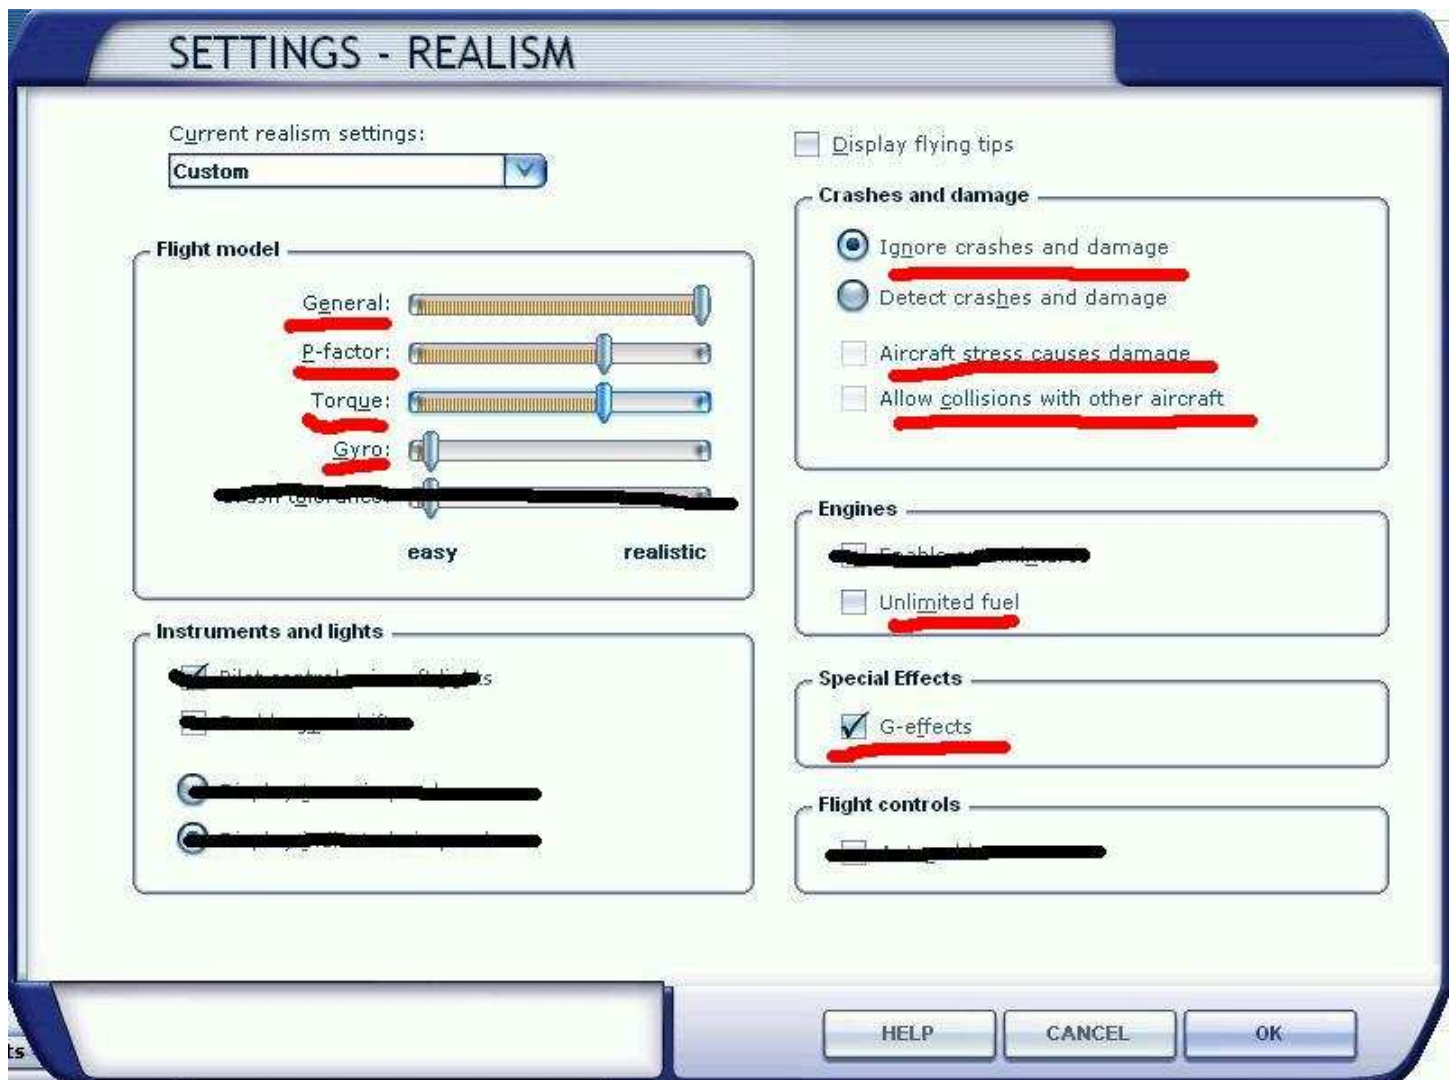 SETTINGS - REALISM
Current realism settings:
Custom
Flight model
General:
P-factor:
Torque:
Gyro:
easy realistic
Instruments and lights
Display flying tips
Crashes and damage
Ignore crashes and damage
Detect crashes and damage
Aircraft stress causes damage
Allow collisions with other aircraft
Engines
Unlimited fuel
Special Effects
G-effects
Flight controls
HELP CANCEL OK
ts